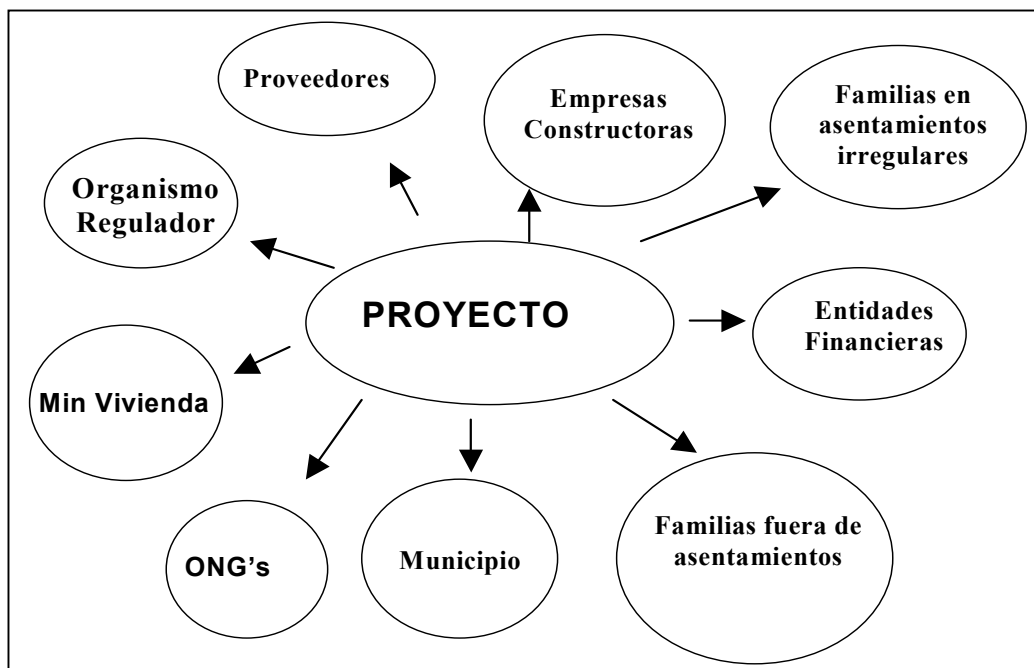 Proveedores
Empresas
Constructoras
Familias en
asentamientos
irregulares
Organismo
Regulador
PROYECTO
Entidades
Financieras
Min Vivienda
ONG’s
Municipio
Familias fuera de
asentamientos